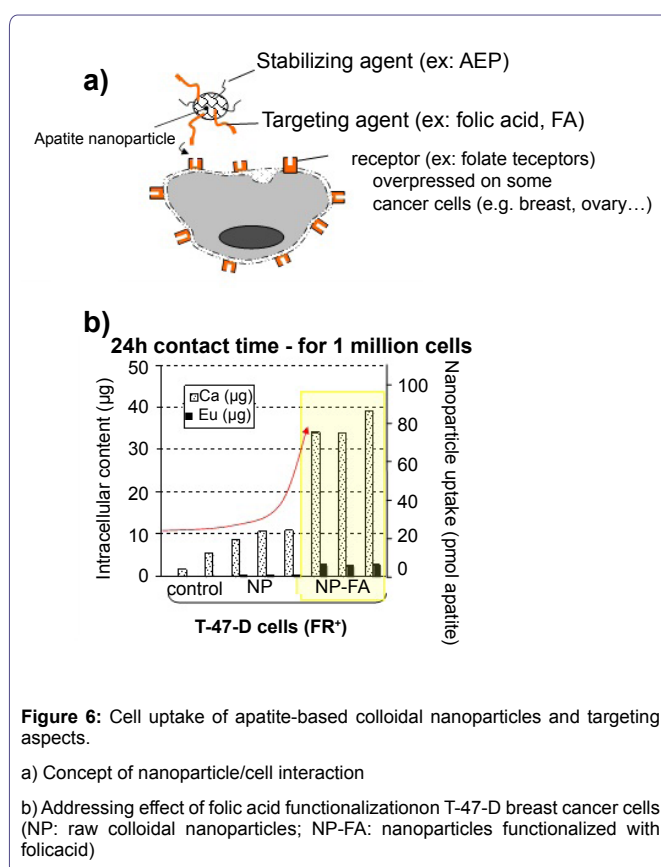 a)
Stabilizing agent (ex: AEP)
Targeting agent (ex: folic acid, FA)
Apatite nanoparticle
receptor (ex: folate teceptors)
overpressed on some
cancer cells (e.g. breast, ovary…)
b)
24h contact time - for 1 million cells
Intracellular content (µg)
50
40
30
20
10
0
Ca (µg)
Eu (µg)
100
80
60
40
20
0
Nanoparticle uptake (pmol apatite)
control NP NP-FA
T-47-D cells (FR⁺)
Figure 6: Cell uptake of apatite-based colloidal nanoparticles and targeting
aspects.
a) Concept of nanoparticle/cell interaction
b) Addressing effect of folic acid functionalizationon T-47-D breast cancer cells
(NP: raw colloidal nanoparticles; NP-FA: nanoparticles functionalized with
folicacid)